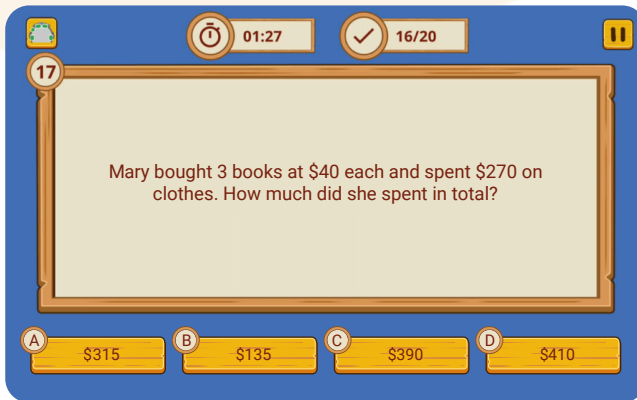 01:27
16/20
17
Mary bought 3 books at $40 each and spent $270 on
clothes. How much did she spent in total?
A
$315
B
$135
C
$390
D
$410